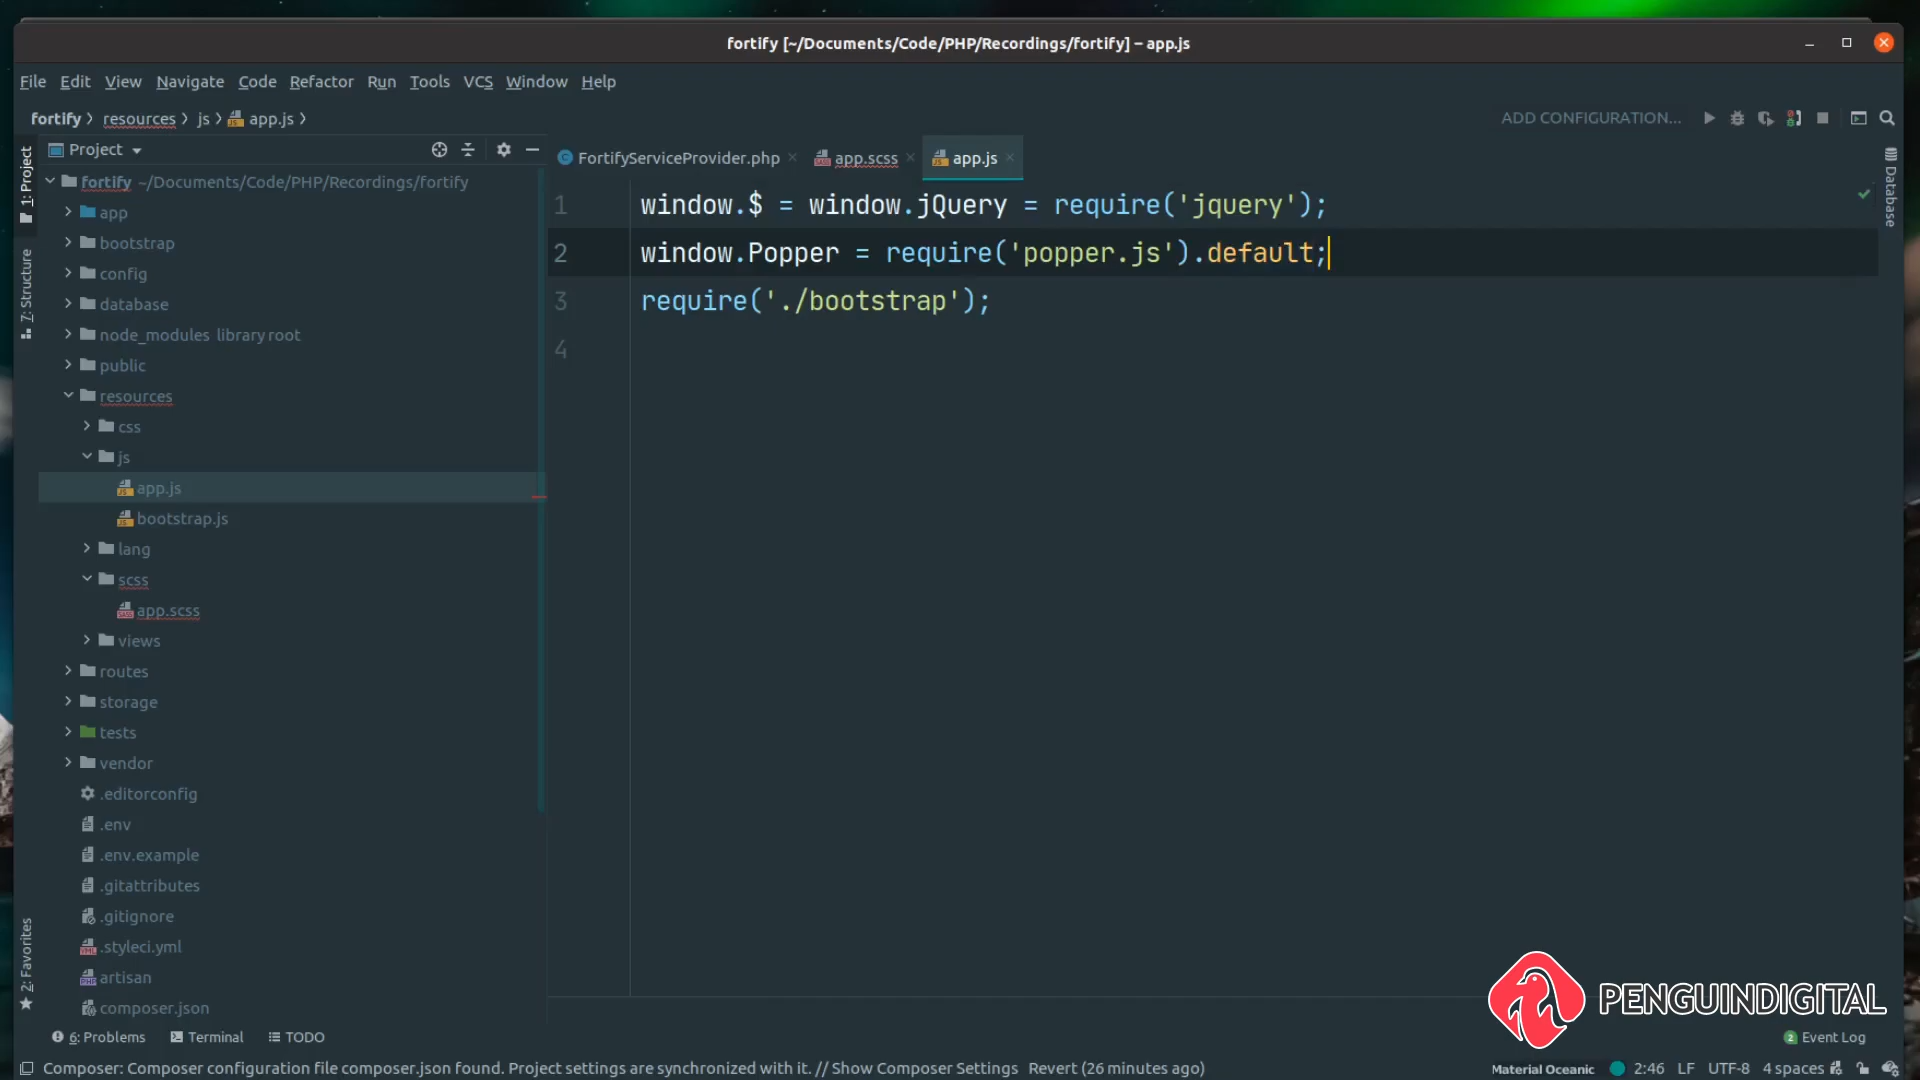 fortify [~/Documents/Code/PHP/Recordings/fortify] – app.js
File Edit View Navigate Code Refactor Run Tools VCS Window Help
fortify resources js app.js
ADD CONFIGURATION...
Project
FortifyServiceProvider.php app.scss app.js
1: Project
7: Structure
2: Favorites
Database
fortify ~/Documents/Code/PHP/Recordings/fortify
app
bootstrap
config
database
node_modules library root
public
resources
css
js
app.js
bootstrap.js
lang
scss
app.scss
views
routes
storage
tests
vendor
.editorconfig
.env
.env.example
.gitattributes
.gitignore
.styleci.yml
artisan
composer.json
1 window.$ = window.jQuery = require('jquery');
2 window.Popper = require('popper.js').default;
3 require('./bootstrap');
4
PENGUINDIGITAL
6: Problems Terminal TODO
2 Event Log
Composer: Composer configuration file composer.json found. Project settings are synchronized with it. // Show Composer Settings Revert (26 minutes ago)
Material Oceanic 2:46 LF UTF-8 4 spaces